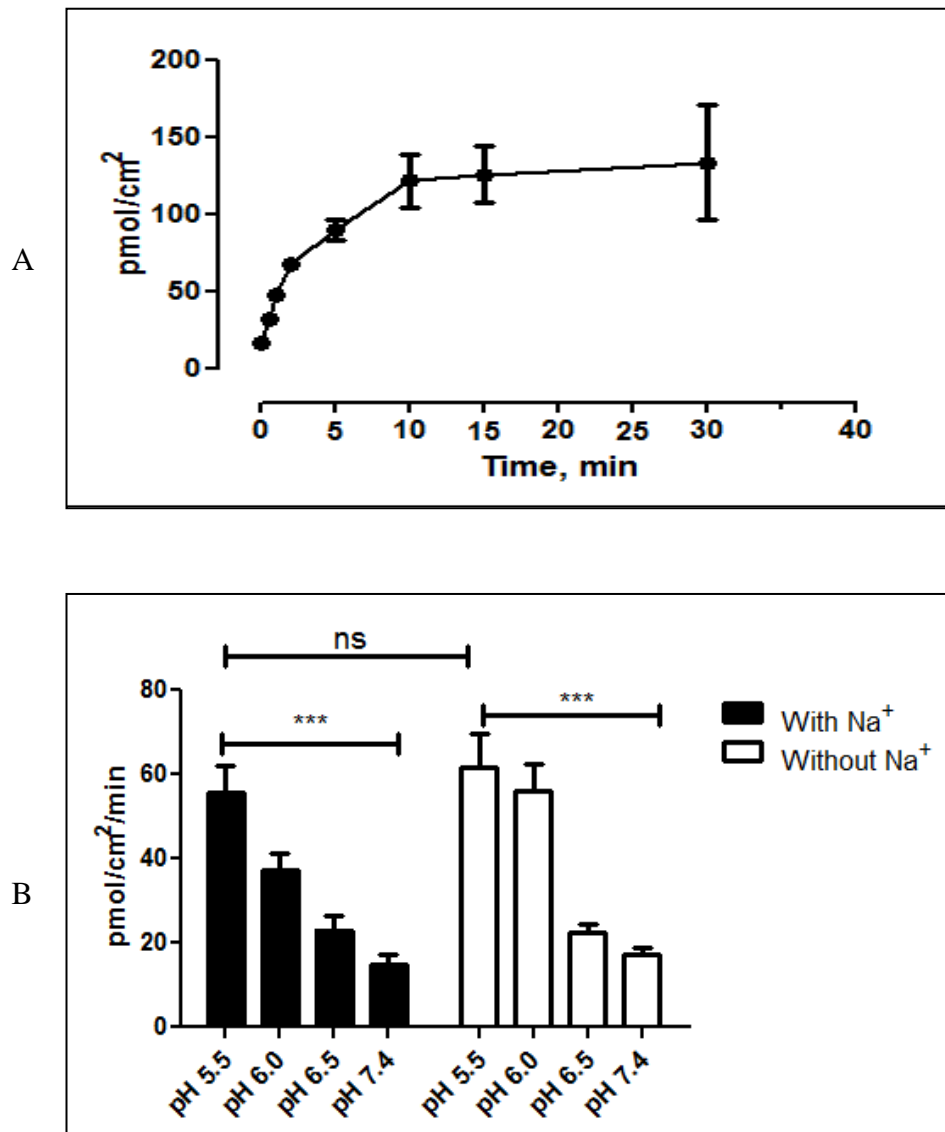 A
200
150
100
50
0
pmol/cm²
0 5 10 15 20 25 30 40
Time, min
B
ns
***
***
80
60
40
20
0
pmol/cm²/min
pH 5.5 pH 6.0 pH 6.5 pH 7.4 pH 5.5 pH 6.0 pH 6.5 pH 7.4
With Na⁺
Without Na⁺